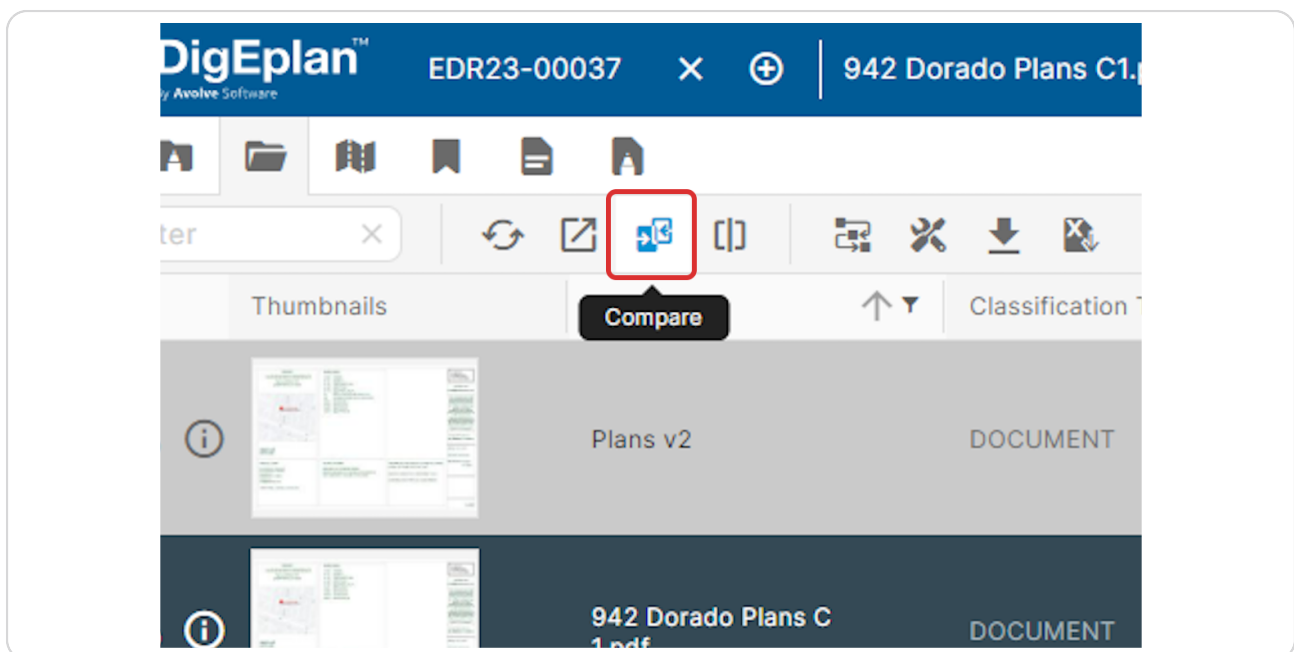 DigEplan™ EDR23-00037 942 Dorado Plans C1.
By Avolve Software
ter
Thumbnails Classification
Compare
Plans v2 DOCUMENT
942 Dorado Plans C
1.pdf
DOCUMENT